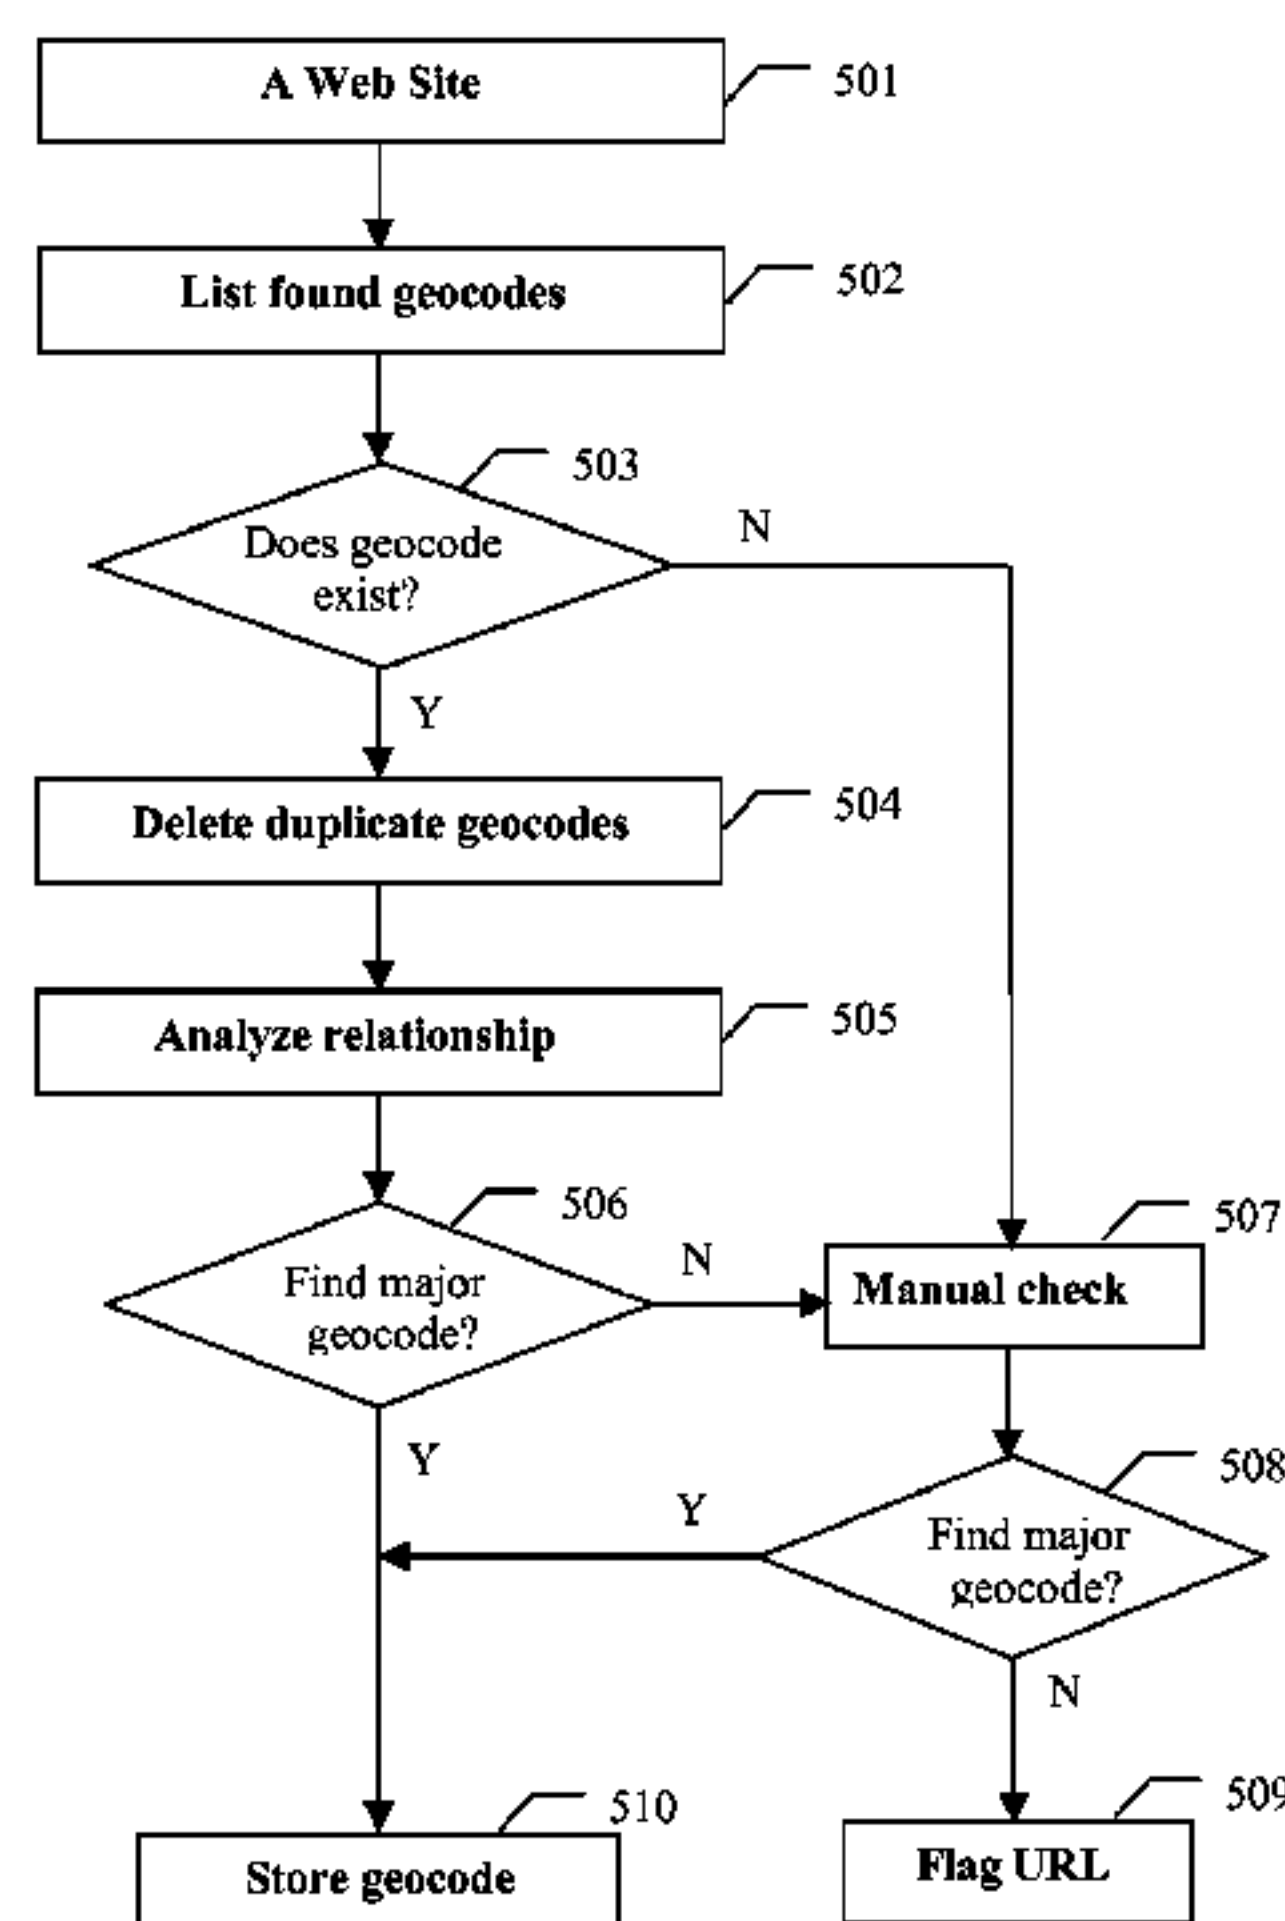 A Web Site
501
List found geocodes
502
503
Does geocode
exist?
N
Y
Delete duplicate geocodes
504
Analyze relationship
505
506
Find major
geocode?
N
507
Manual check
Y
508
Find major
geocode?
Y
N
510
Store geocode
509
Flag URL